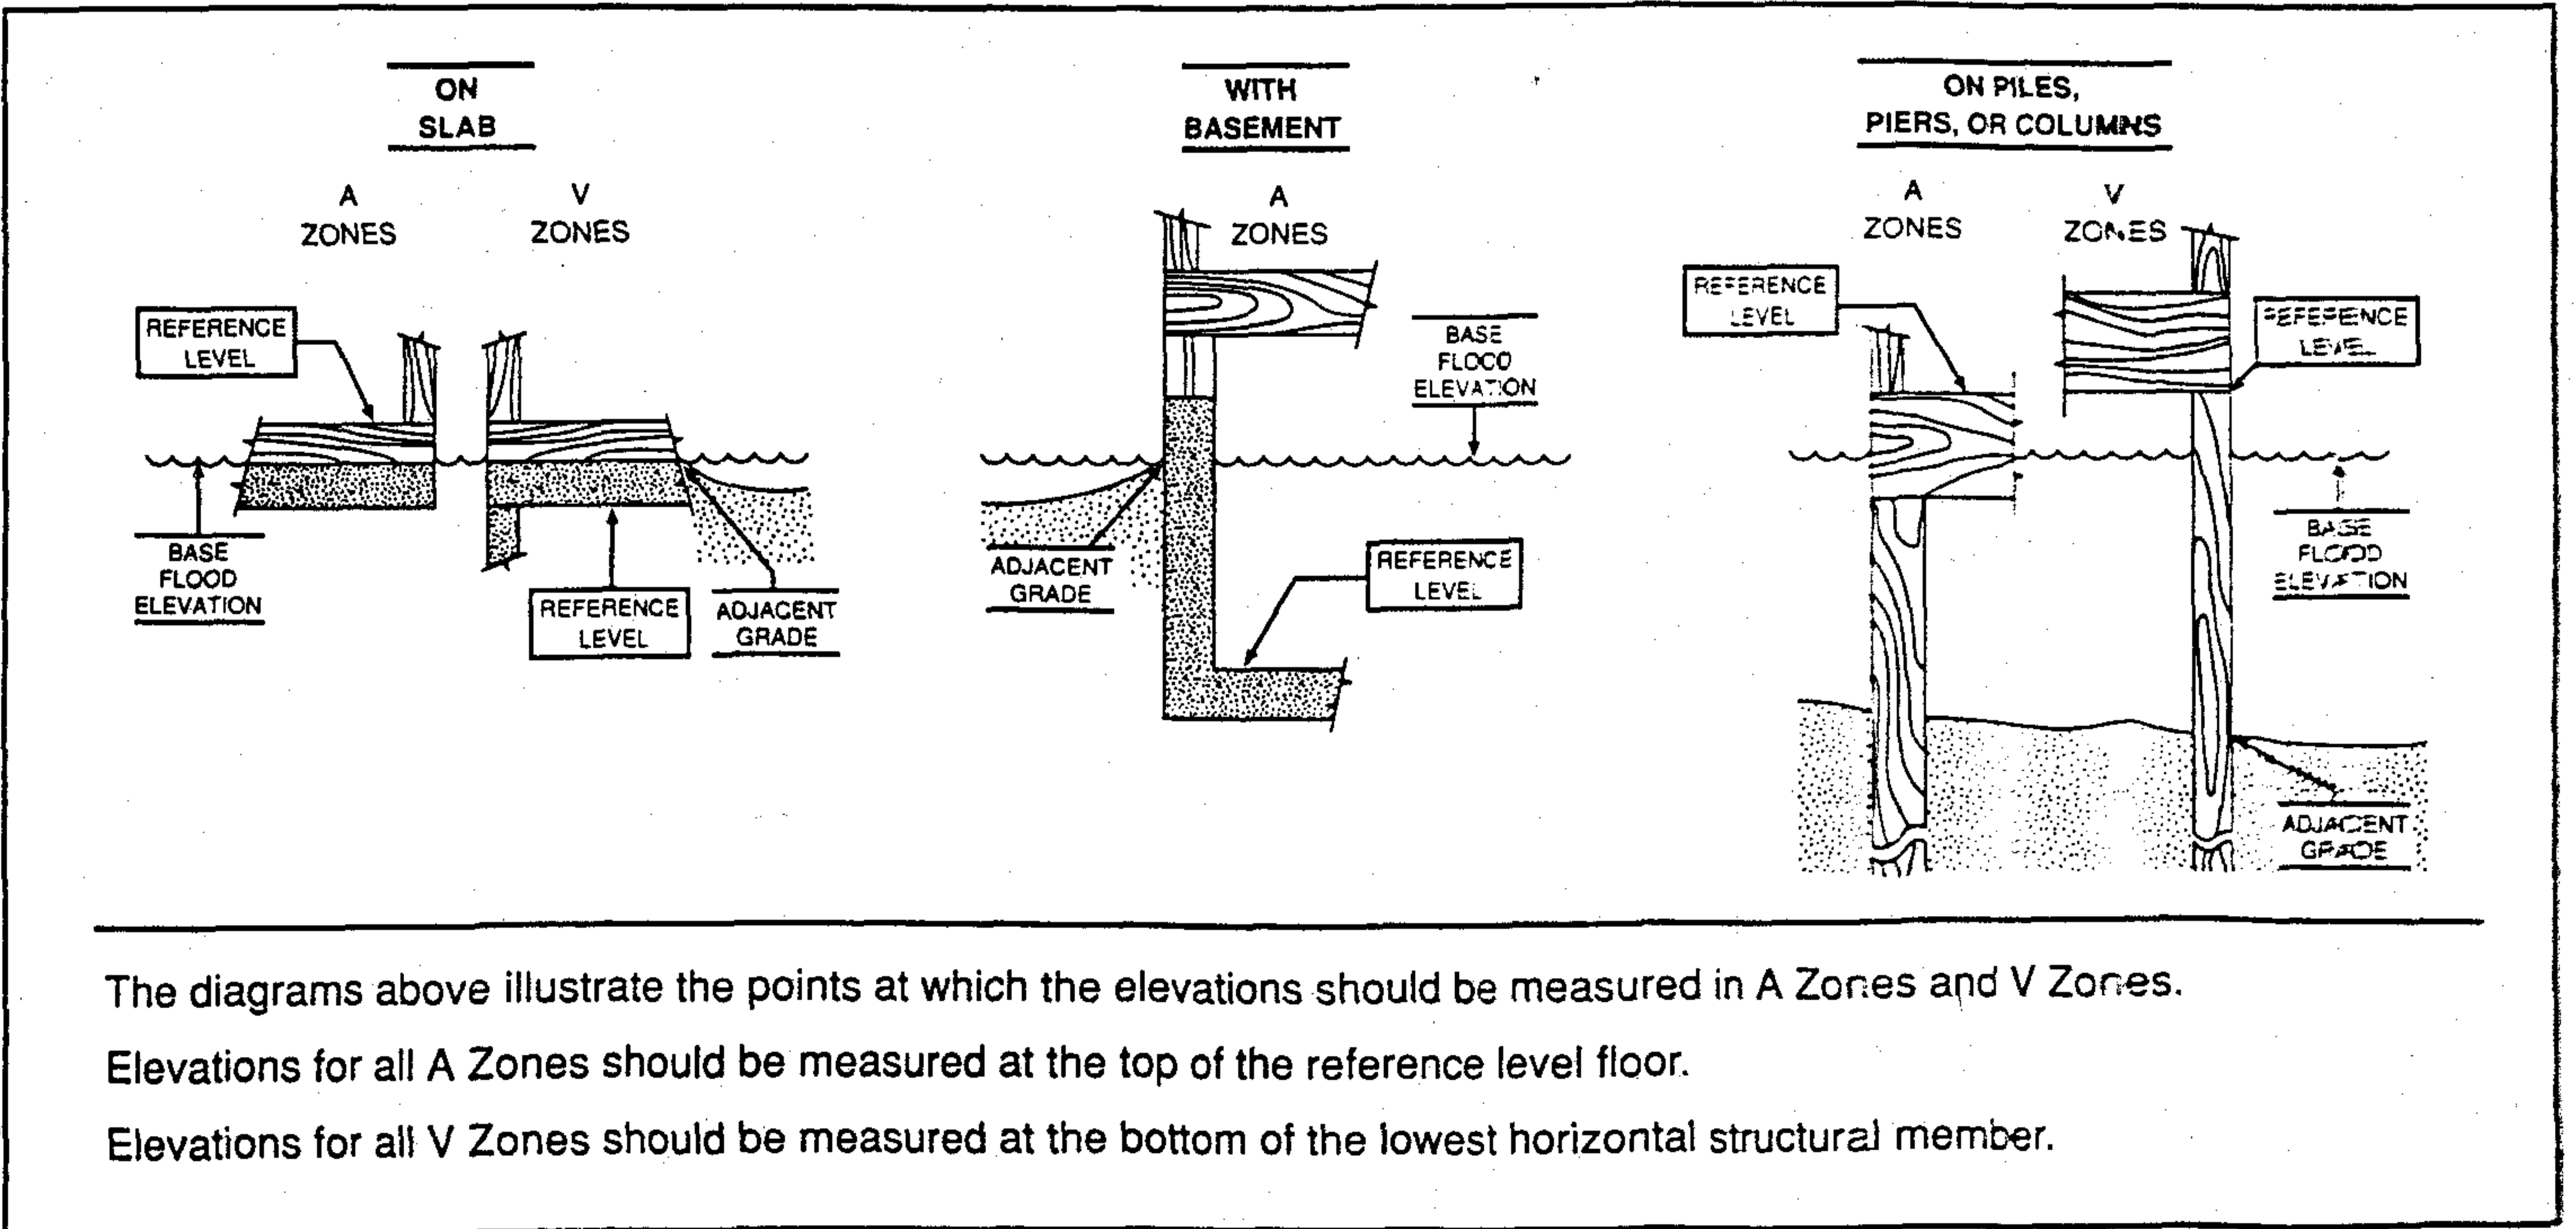 ON
SLAB
A
ZONES
V
ZONES
REFERENCE
LEVEL
BASE
FLOOD
ELEVATION
REFERENCE
LEVEL
ADJACENT
GRADE
WITH
BASEMENT
A
ZONES
BASE
FLOOD
ELEVATION
ADJACENT
GRADE
REFERENCE
LEVEL
ON PILES,
PIERS, OR COLUMNS
A
ZONES
V
ZONES
REFERENCE
LEVEL
REFERENCE
LEVEL
BASE
FLOOD
ELEVATION
ADJACENT
GRADE
The diagrams above illustrate the points at which the elevations should be measured in A Zones and V Zones.
Elevations for all A Zones should be measured at the top of the reference level floor.
Elevations for all V Zones should be measured at the bottom of the lowest horizontal structural member.